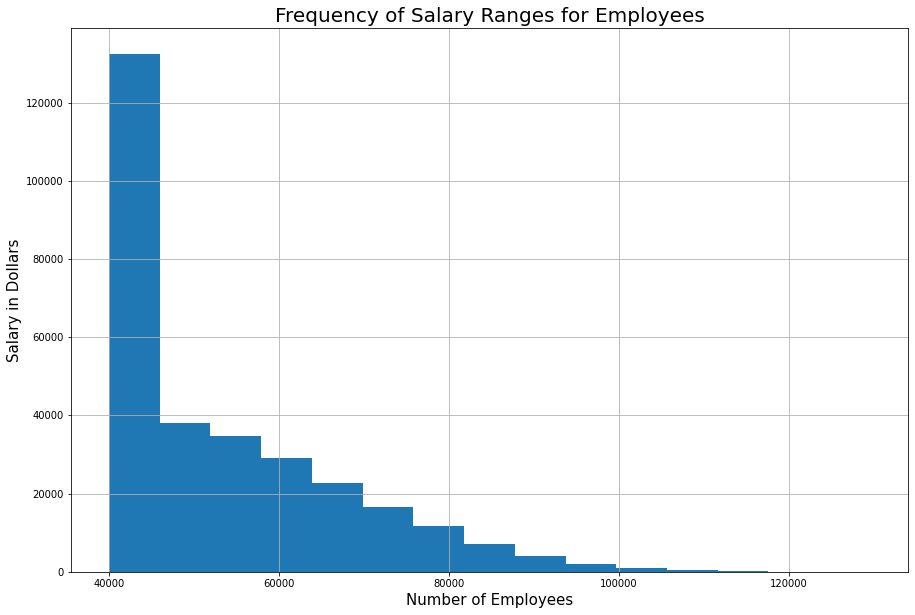 Frequency of Salary Ranges for Employees
120000
100000
80000
60000
40000
20000
0
Salary in Dollars
40000 60000 80000 100000 120000
Number of Employees